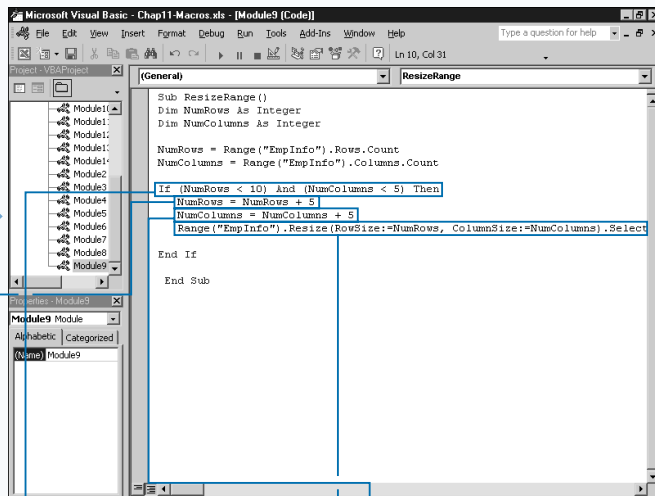 Microsoft Visual Basic - Chap11-Macros.xls - [Module9 (Code)]
File Edit View Insert Format Debug Run Tools Add-Ins Window Help
Type a question for help
Ln 10, Col 31
Project - VBAProject
(General)
ResizeRange
Module2
Module3
Module4
Module5
Module6
Module7
Module8
Module9
Sub ResizeRange()
Dim NumRows As Integer
Dim NumColumns As Integer
NumRows = Range("EmpInfo").Rows.Count
NumColumns = Range("EmpInfo").Columns.Count
If (NumRows < 10) And (NumColumns < 5) Then
NumRows = NumRows + 5
NumColumns = NumColumns + 5
Range("EmpInfo").Resize(RowSize:=NumRows, ColumnSize:=NumColumns).Select
End If
End Sub
Properties - Module9
Module9 Module
Alphabetic Categorized
(Name) Module9